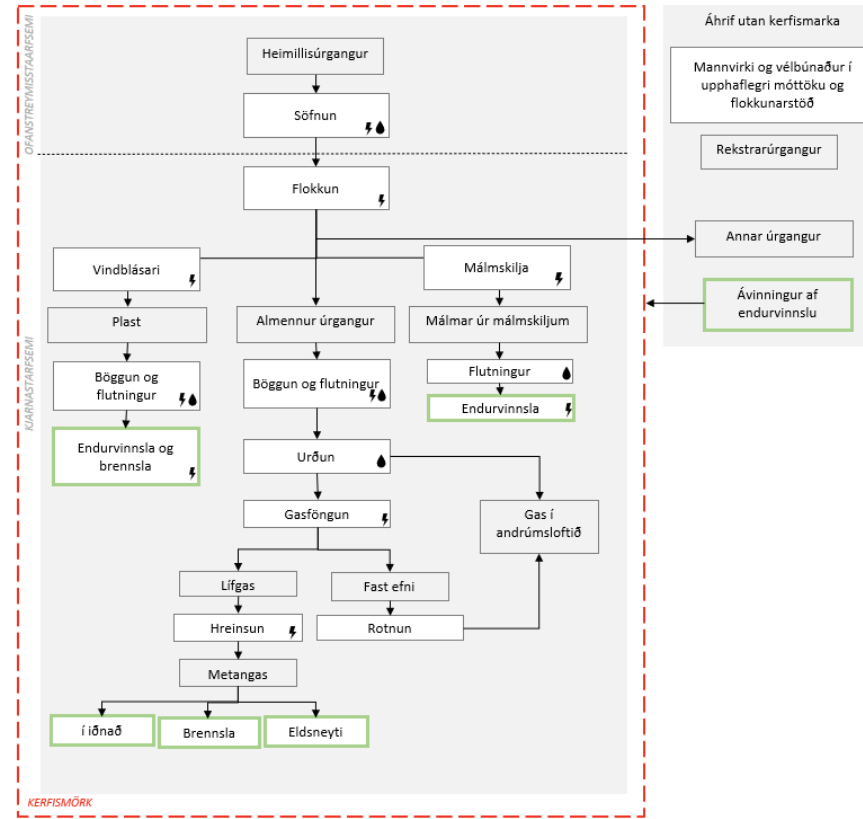 OFANSTREYMISSTAARFSEMI
Heimilisúrgangur
Söfnun
KJARNASTARFSEMI
Flokkun
Vindblásari
Málmskilja
Plast
Almennur úrgangur
Málmar úr málmskiljum
Böggun og
flutningur
Böggun og flutningur
Flutningur
Endurvinnsla
Endurvinnsla og
brennsla
Urðun
Gasföngun
Gas í
andrúmsloftið
Lífgas
Fast efni
Hreinsun
Rotnun
Metangas
í iðnað
Brennsla
Eldsneyti
KERFISMÖRK
Áhrif utan kerfismarka
Mannvirki og vélbúnaður í
upphaflegri móttöku og
flokkunarstöð
Rekstrarúrgangur
Annar úrgangur
Ávinningur af
endurvinnslu